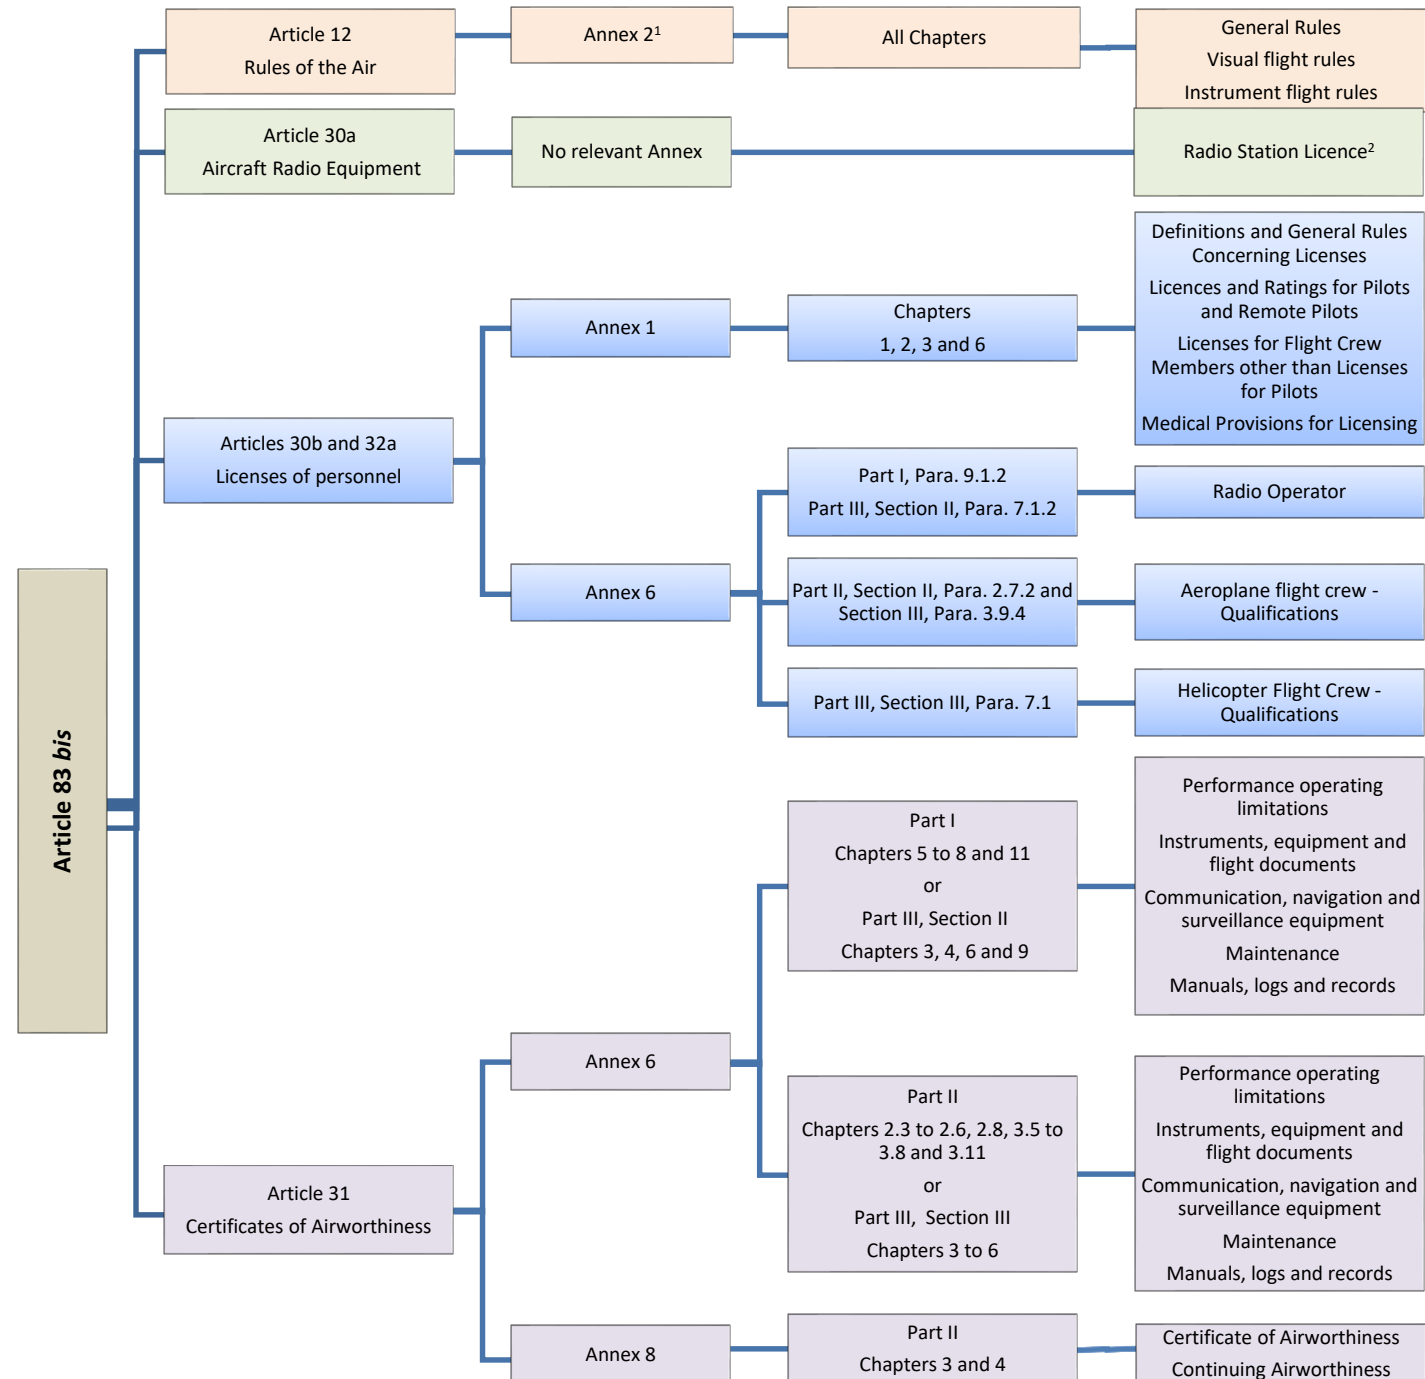 Article 83 bis
Article 12
Rules of the Air
Annex 2¹
All Chapters
General Rules
Visual flight rules
Instrument flight rules
Article 30a
Aircraft Radio Equipment
No relevant Annex
Radio Station Licence²
Articles 30b and 32a
Licenses of personnel
Annex 1
Chapters
1, 2, 3 and 6
Definitions and General Rules
Concerning Licenses
Licences and Ratings for Pilots
and Remote Pilots
Licenses for Flight Crew
Members other than Licenses
for Pilots
Medical Provisions for Licensing
Annex 6
Part I, Para. 9.1.2
Part III, Section II, Para. 7.1.2
Radio Operator
Part II, Section II, Para. 2.7.2 and
Section III, Para. 3.9.4
Aeroplane flight crew -
Qualifications
Part III, Section III, Para. 7.1
Helicopter Flight Crew -
Qualifications
Article 31
Certificates of Airworthiness
Annex 6
Part I
Chapters 5 to 8 and 11
or
Part III, Section II
Chapters 3, 4, 6 and 9
Performance operating
limitations
Instruments, equipment and
flight documents
Communication, navigation and
surveillance equipment
Maintenance
Manuals, logs and records
Part II
Chapters 2.3 to 2.6, 2.8, 3.5 to
3.8 and 3.11
or
Part III, Section III
Chapters 3 to 6
Performance operating
limitations
Instruments, equipment and
flight documents
Communication, navigation and
surveillance equipment
Maintenance
Manuals, logs and records
Annex 8
Part II
Chapters 3 and 4
Certificate of Airworthiness
Continuing Airworthiness